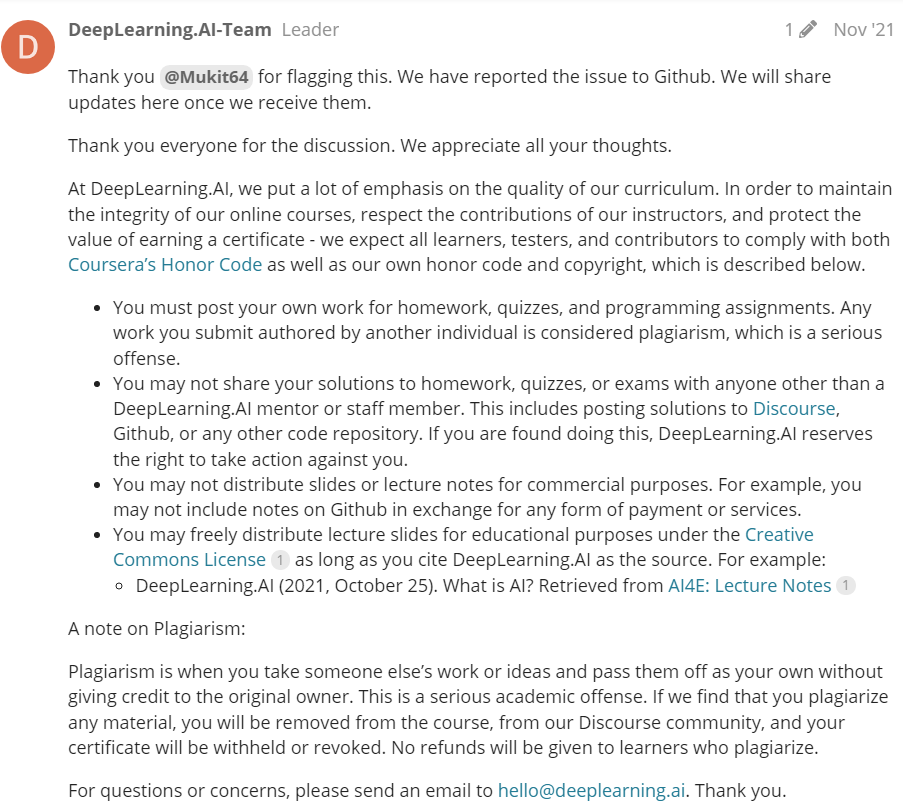 D
DeepLearning.AI-Team Leader
1 Nov '21
Thank you @Mukit64 for flagging this. We have reported the issue to Github. We will share
updates here once we receive them.
Thank you everyone for the discussion. We appreciate all your thoughts.
At DeepLearning.AI, we put a lot of emphasis on the quality of our curriculum. In order to maintain
the integrity of our online courses, respect the contributions of our instructors, and protect the
value of earning a certificate - we expect all learners, testers, and contributors to comply with both
Coursera’s Honor Code as well as our own honor code and copyright, which is described below.
• You must post your own work for homework, quizzes, and programming assignments. Any
work you submit authored by another individual is considered plagiarism, which is a serious
offense.
• You may not share your solutions to homework, quizzes, or exams with anyone other than a
DeepLearning.AI mentor or staff member. This includes posting solutions to Discourse,
Github, or any other code repository. If you are found doing this, DeepLearning.AI reserves
the right to take action against you.
• You may not distribute slides or lecture notes for commercial purposes. For example, you
may not include notes on Github in exchange for any form of payment or services.
• You may freely distribute lecture slides for educational purposes under the Creative
Commons License 1 as long as you cite DeepLearning.AI as the source. For example:
◦ DeepLearning.AI (2021, October 25). What is AI? Retrieved from AI4E: Lecture Notes 1
A note on Plagiarism:
Plagiarism is when you take someone else’s work or ideas and pass them off as your own without
giving credit to the original owner. This is a serious academic offense. If we find that you plagiarize
any material, you will be removed from the course, from our Discourse community, and your
certificate will be withheld or revoked. No refunds will be given to learners who plagiarize.
For questions or concerns, please send an email to hello@deeplearning.ai. Thank you.